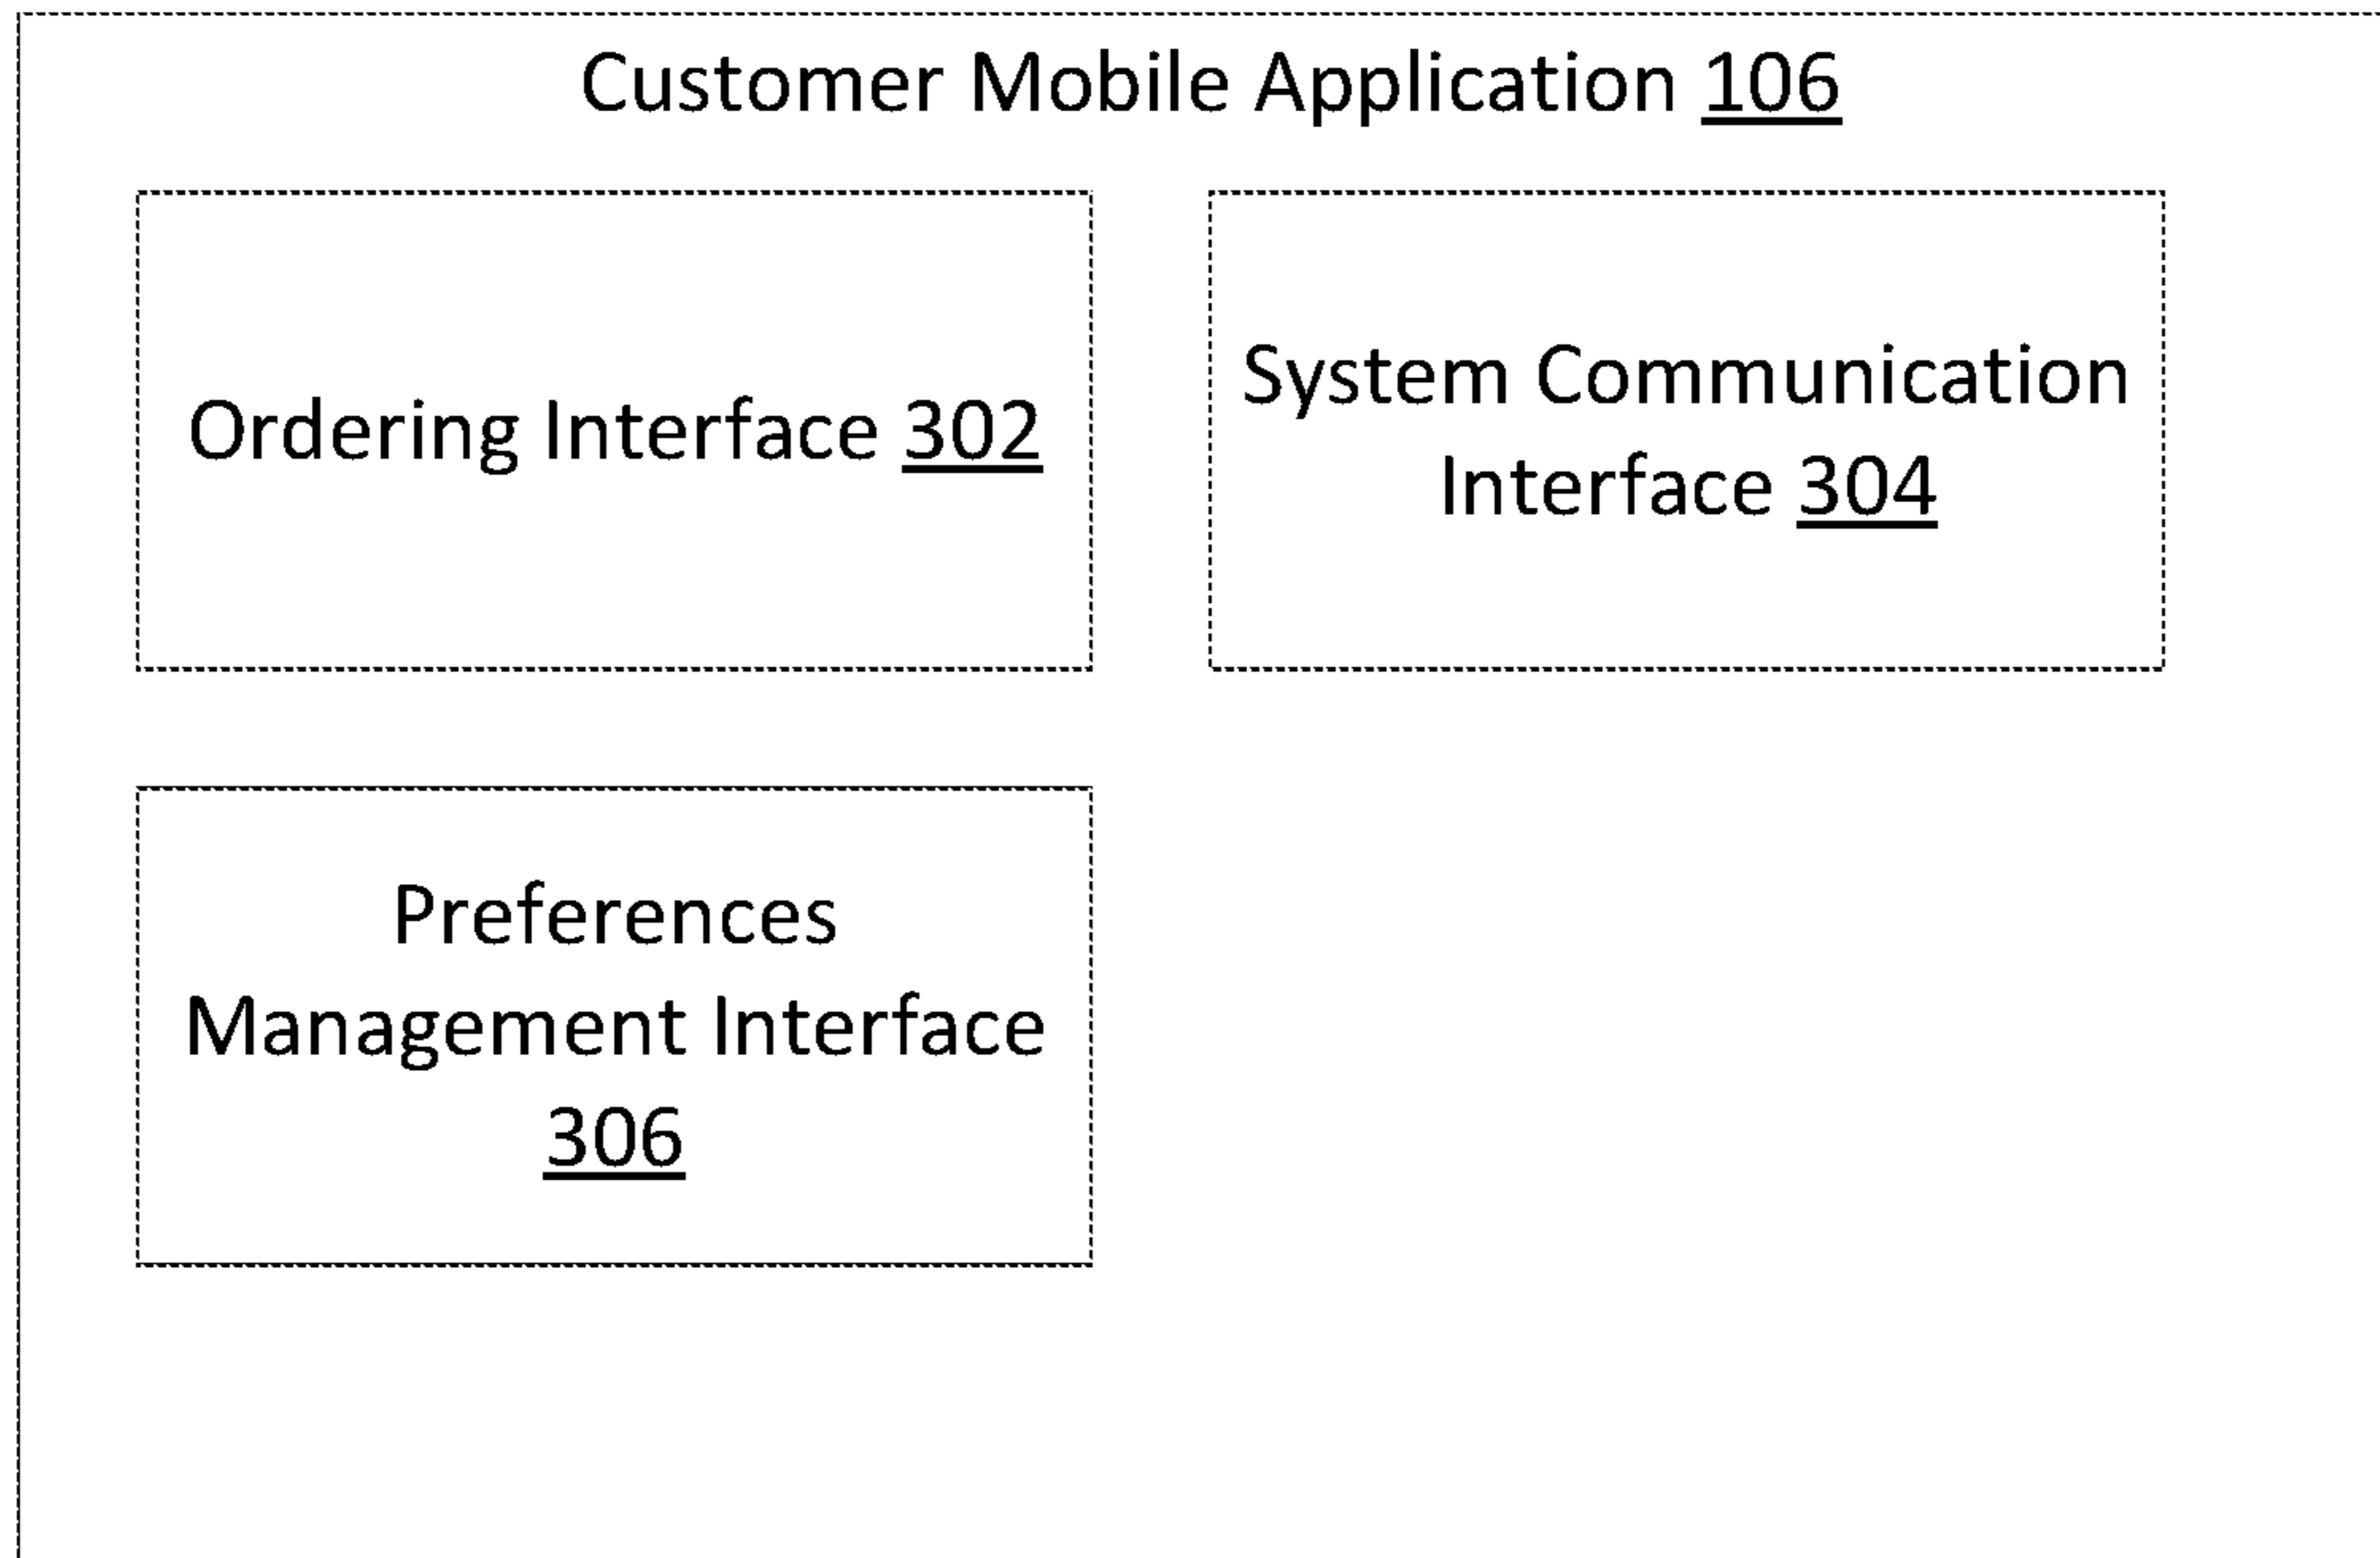 Customer Mobile Application 106
Ordering Interface 302
System Communication
Interface 304
Preferences
Management Interface
306